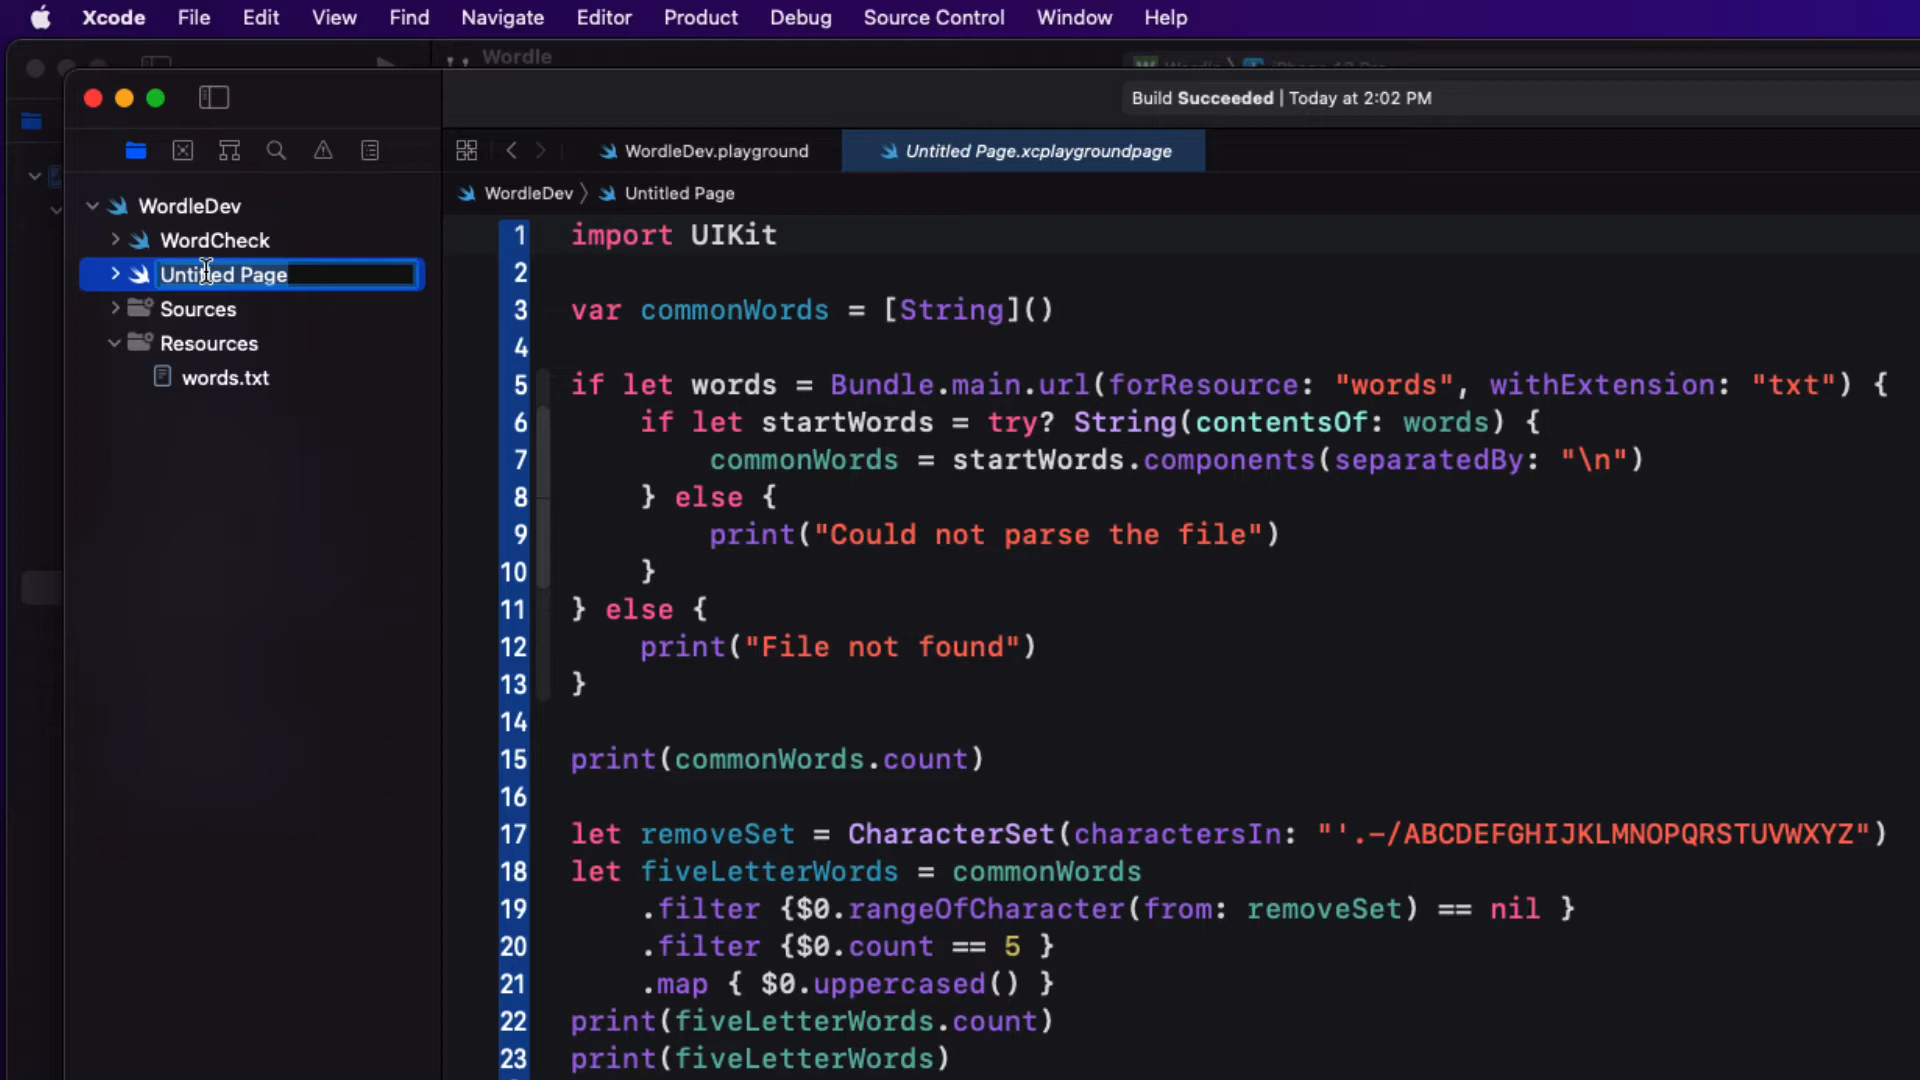 Xcode File Edit View Find Navigate Editor Product Debug Source Control Window Help
Wordle
Wordle
Build Succeeded | Today at 2:02 PM
WordleDev.playground
Untitled Page.xcplaygroundpage
WordleDev 〉 Untitled Page
WordleDev
WordCheck
Untitled Page
Sources
Resources
words.txt
1 import UIKit
2
3 var commonWords = [String]()
4
5 if let words = Bundle.main.url(forResource: "words", withExtension: "txt") {
6 if let startWords = try? String(contentsOf: words) {
7 commonWords = startWords.components(separatedBy: "\n")
8 } else {
9 print("Could not parse the file")
10 }
11 } else {
12 print("File not found")
13 }
14
15 print(commonWords.count)
16
17 let removeSet = CharacterSet(charactersIn: "'.-/ABCDEFGHIJKLMNOPQRSTUVWXYZ")
18 let fiveLetterWords = commonWords
19 .filter {$0.rangeOfCharacter(from: removeSet) == nil }
20 .filter {$0.count == 5 }
21 .map { $0.uppercased() }
22 print(fiveLetterWords.count)
23 print(fiveLetterWords)